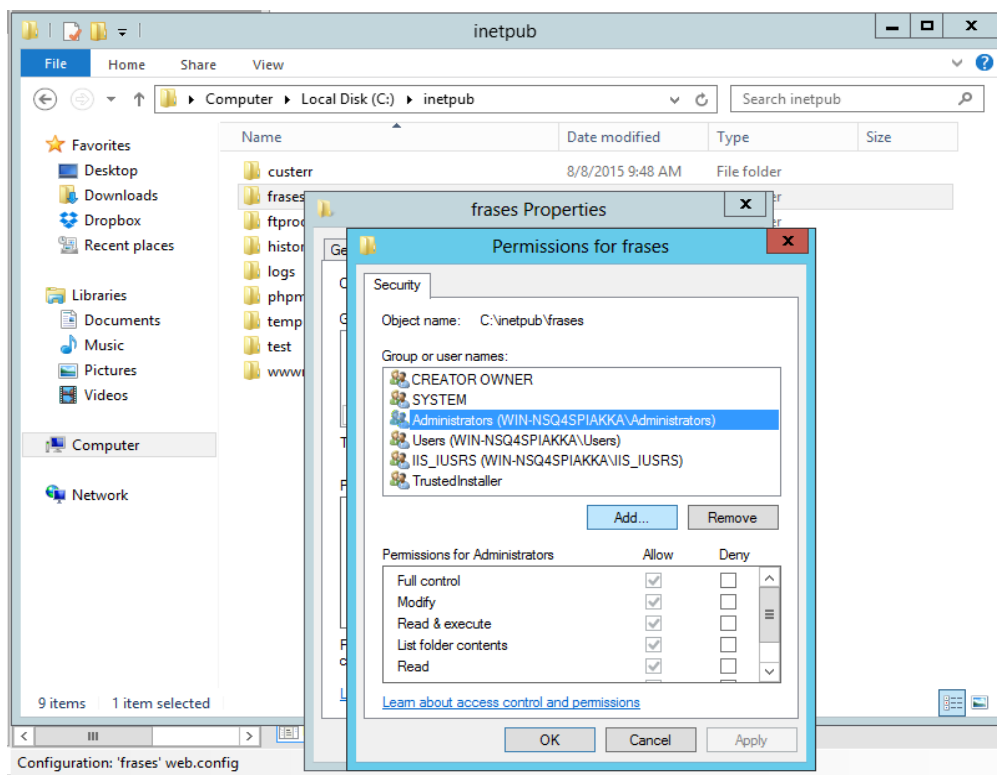 inetpub
File Home Share View
Computer Local Disk (C:) inetpub
Search inetpub
Favorites
Desktop
Downloads
Dropbox
Recent places
Libraries
Documents
Music
Pictures
Videos
Computer
Network
Name Date modified Type Size
custerr 8/8/2015 9:48 AM File folder
frases
logs
temp
test
frases Properties
Permissions for frases
Security
Object name: C:\inetpub\frases
Group or user names:
CREATOR OWNER
SYSTEM
Administrators (WIN-NSQ4SPIAKKA\Administrators)
Users (WIN-NSQ4SPIAKKA\Users)
IIS_IUSRS (WIN-NSQ4SPIAKKA\IIS_IUSRS)
TrustedInstaller
Add... Remove
Permissions for Administrators Allow Deny
Full control
Modify
Read & execute
List folder contents
Read
Learn about access control and permissions
OK Cancel Apply
9 items 1 item selected
Configuration: 'frases' web.config